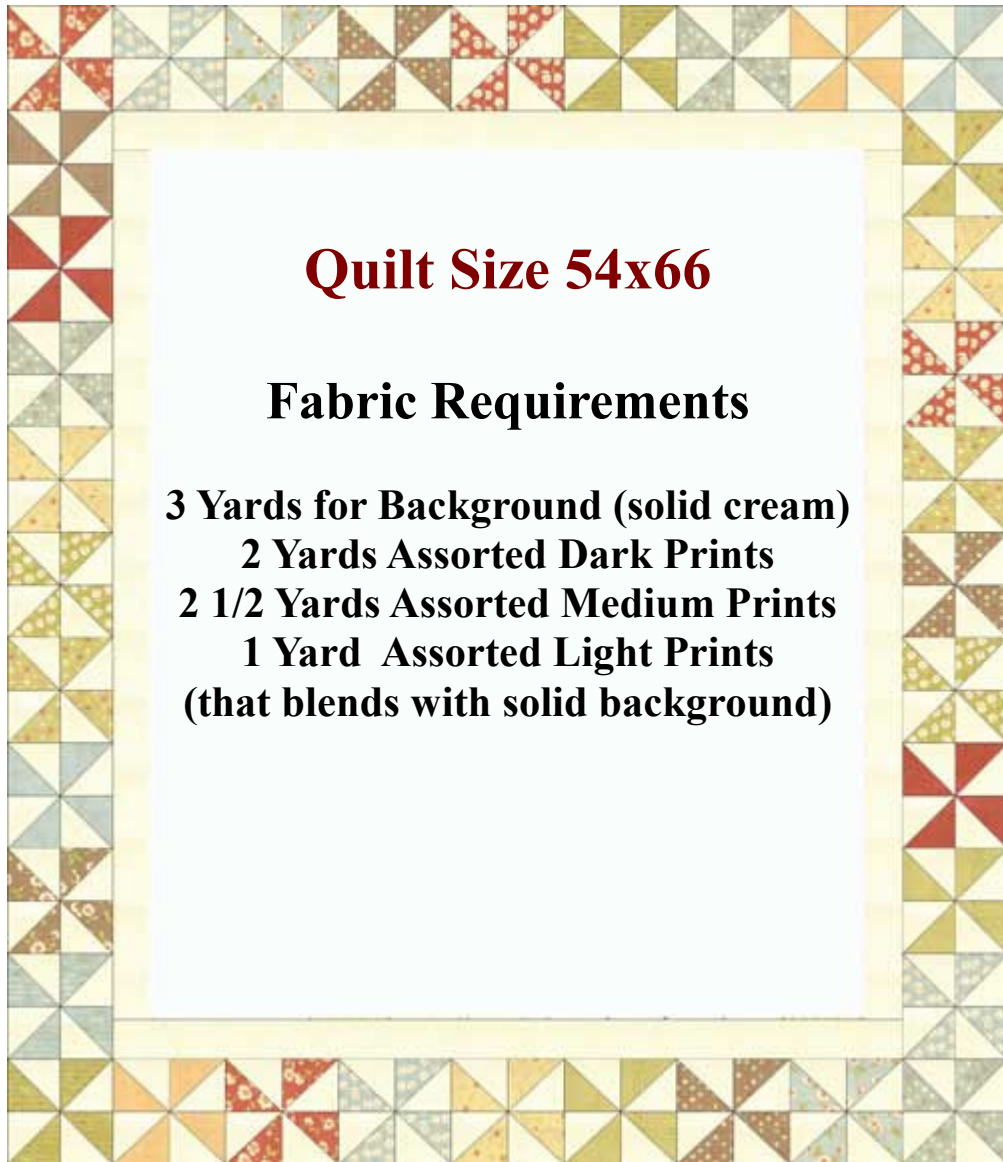 Quilt Size 54x66
Fabric Requirements
3 Yards for Background (solid cream)
2 Yards Assorted Dark Prints
2 1/2 Yards Assorted Medium Prints
1 Yard  Assorted Light Prints
(that blends with solid background)